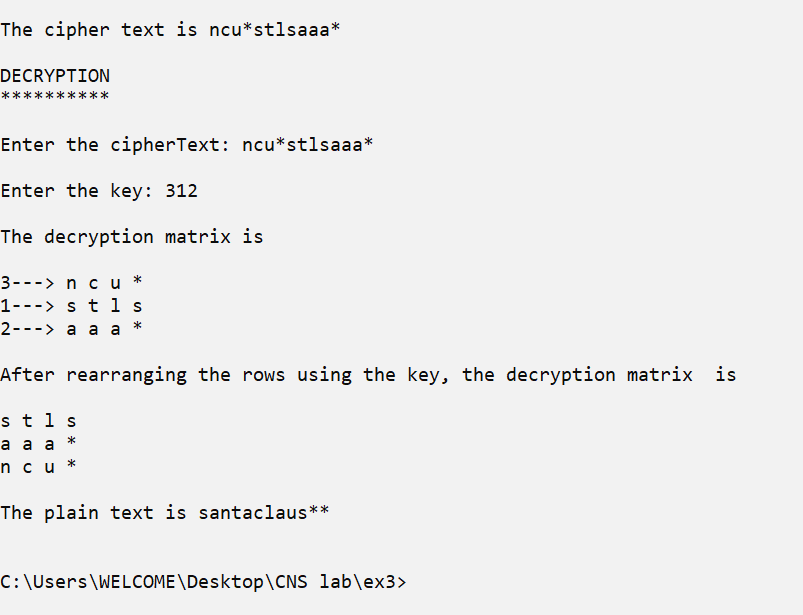 The cipher text is ncu*stlsaaa*
DECRYPTION
**********
Enter the cipherText: ncu*stlsaaa*
Enter the key: 312
The decryption matrix is
3---> n c u *
1---> s t l s
2---> a a a *
After rearranging the rows using the key, the decryption matrix  is
s t l s
a a a *
n c u *
The plain text is santaclaus**
C:\Users\WELCOME\Desktop\CNS lab\ex3>